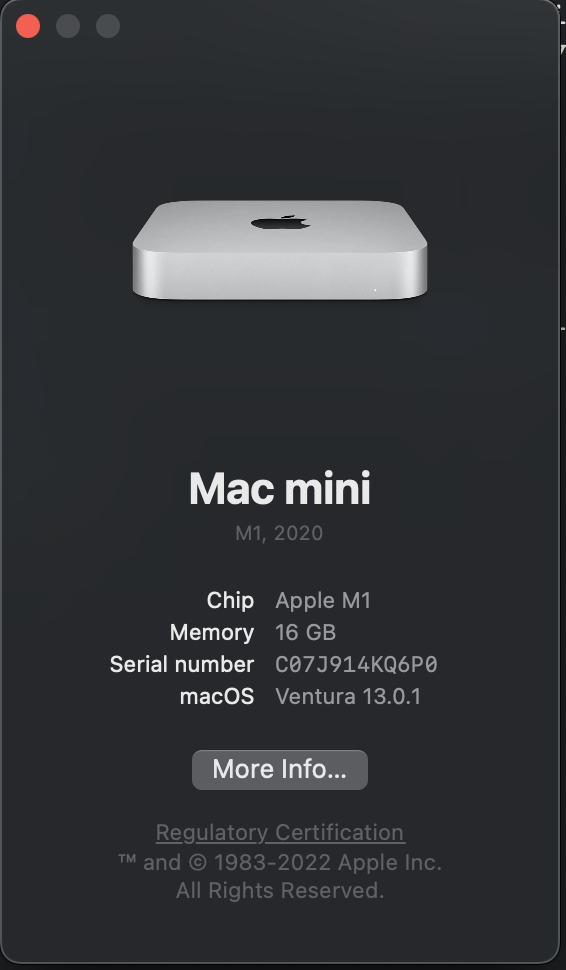 Mac mini
M1, 2020
Chip Apple M1
Memory 16 GB
Serial number C07J914KQ6P0
macOS Ventura 13.0.1
More Info...
Regulatory Certification
™ and © 1983-2022 Apple Inc.
All Rights Reserved.